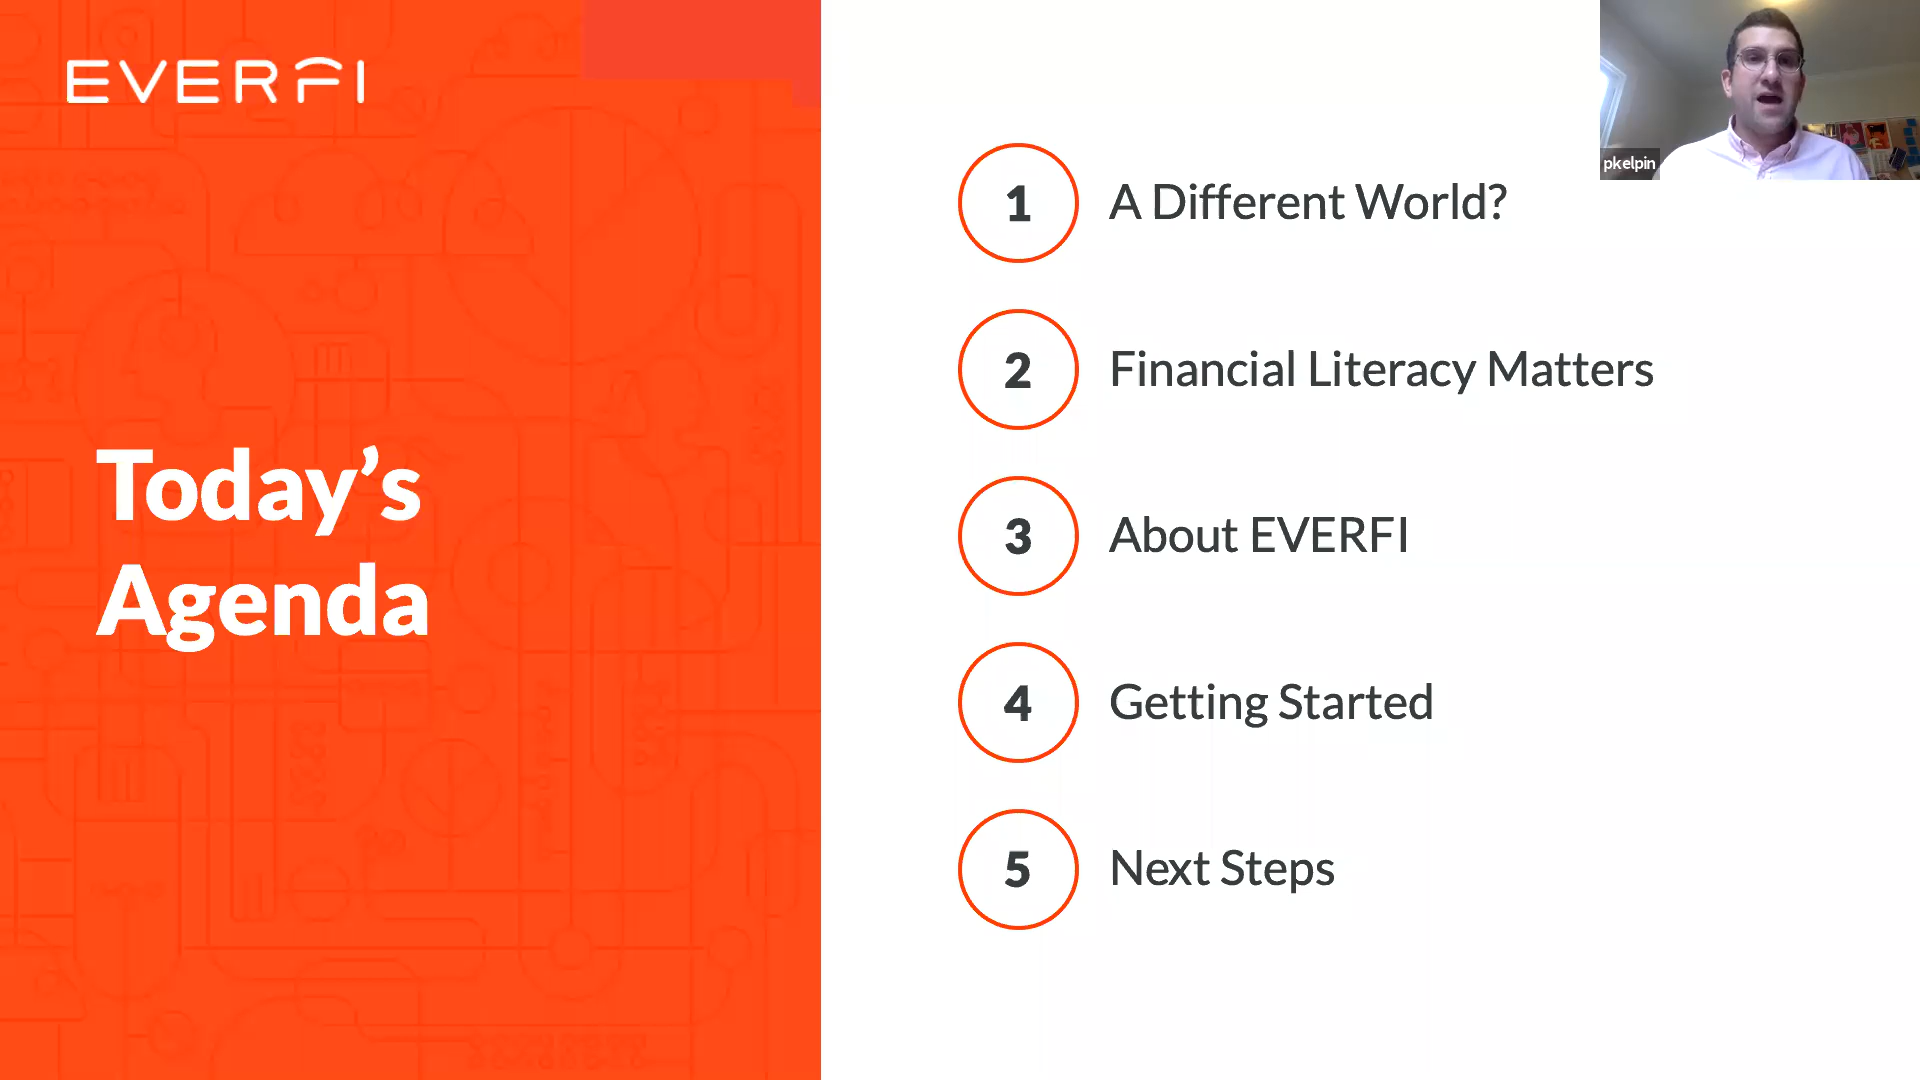 EVERFI
Today’s
Agenda
1 A Different World?
2 Financial Literacy Matters
3 About EVERFI
4 Getting Started
5 Next Steps
pkelpin